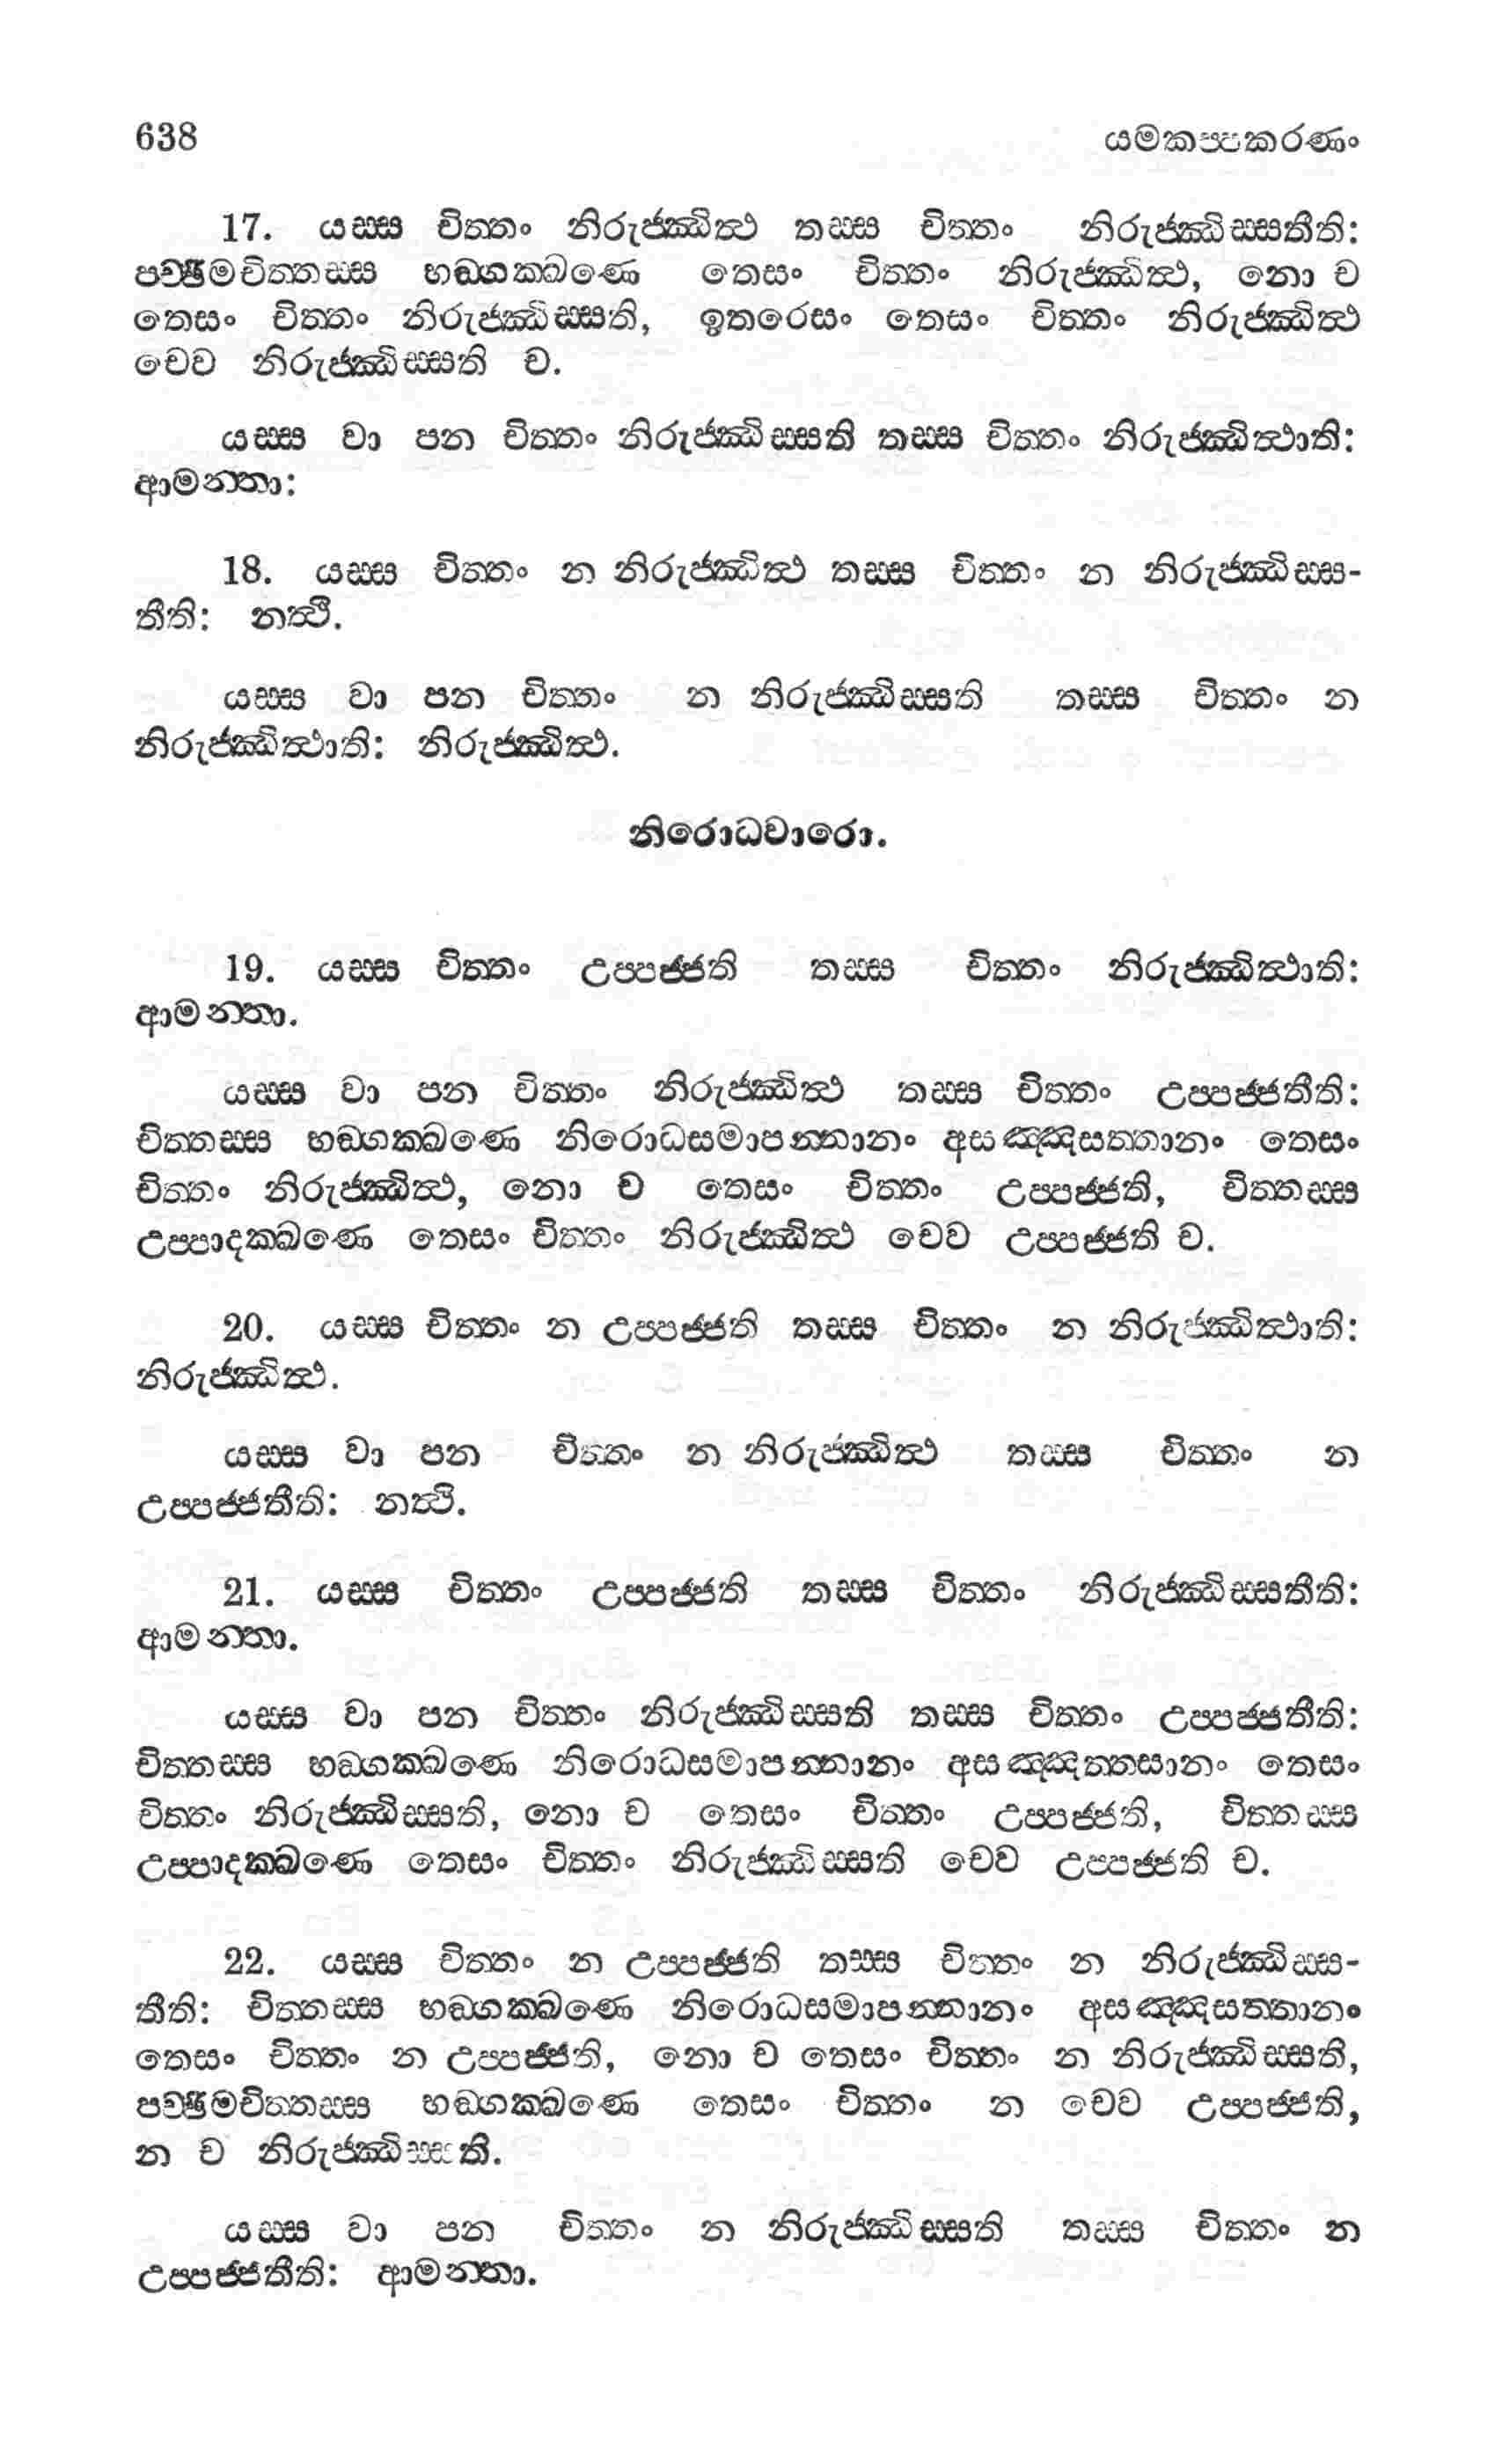 638 යමකප්පකරණං
17. යස්ස චිත්තං නිරුජ්ඣිත්ථ තස්ස චිත්තං නිරුජ්ඣිස්සතීති:
පච්ඡිමචිත්තස්ස භඞ්ගක්ඛණෙ තෙසං චිත්තං නිරුජ්ඣිත්ථ, නො ච
තෙසං චිත්තං නිරුජ්ඣිස්සති, ඉතරෙසං තෙසං චිත්තං නිරුජ්ඣිත්ථ
චෙව නිරුජ්ඣිස්සති ච.
යස්ස වා පන චිත්තං නිරුජ්ඣිස්සති තස්ස චිත්තං නිරුජ්ඣිත්ථාති:
ආමන්තා:
18. යස්ස චිත්තං න නිරුජ්ඣිත්ථ තස්ස චිත්තං න නිරුජ්ඣිස්ස-
තීති: නත්ථි.
යස්ස වා පන චිත්තං න නිරුජ්ඣිස්සති තස්ස චිත්තං න
නිරුජ්ඣිත්ථාති: නිරුජ්ඣිත්ථ.
නිරොධවාරො.
19. යස්ස චිත්තං උප්පජ්ජති තස්ස චිත්තං නිරුජ්ඣිත්ථාති:
ආමන්තා.
යස්ස වා පන චිත්තං නිරුජ්ඣිත්ථ තස්ස චිත්තං උප්පජ්ජතීති:
චිත්තස්ස භඞ්ගක්ඛණෙ නිරොධසමාපන්නානං අසඤ්ඤසත්තානං තෙසං
චිත්තං නිරුජ්ඣිත්ථ, නො ච තෙසං චිත්තං උප්පජ්ජති, චිත්තස්ස
උප්පාදක්ඛණෙ තෙසං චිත්තං නිරුජ්ඣිත්ථ චෙව උප්පජ්ජති ච.
20. යස්ස චිත්තං න උප්පජ්ජති තස්ස චිත්තං න නිරුජ්ඣිත්ථාති:
නිරුජ්ඣිත්ථ.
යස්ස වා පන චිත්තං න නිරුජ්ඣිත්ථ තස්ස චිත්තං න
උප්පජ්ජතීති: නත්ථි.
21. යස්ස චිත්තං උප්පජ්ජති තස්ස චිත්තං නිරුජ්ඣිස්සතීති:
ආමන්තා.
යස්ස වා පන චිත්තං නිරුජ්ඣිස්සති තස්ස චිත්තං උප්පජ්ජතීති:
චිත්තස්ස භඞ්ගක්ඛණෙ නිරොධසමාපන්නානං අසඤ්ඤත්තසානං තෙසං
චිත්තං නිරුජ්ඣිස්සති, නො ච තෙසං චිත්තං උප්පජ්ජති, චිත්තස්ස
උප්පාදක්ඛණෙ තෙසං චිත්තං නිරුජ්ඣිස්සති චෙව උප්පජ්ජති ච.
22. යස්ස චිත්තං න උප්පජ්ජති තස්ස චිත්තං න නිරුජ්ඣිස්ස-
තීති: චිත්තස්ස භඞ්ගක්ඛණෙ නිරොධසමාපන්නානං අසඤ්ඤසත්තානං
තෙසං චිත්තං න උප්පජ්ජති, නො ච තෙසං චිත්තං න නිරුජ්ඣිස්සති,
පච්ඡිමචිත්තස්ස භඞ්ගක්ඛණෙ තෙසං චිත්තං න චෙව උප්පජ්ජති,
න ච නිරුජ්ඣිස්සති.
යස්ස වා පන චිත්තං න නිරුජ්ඣිස්සති තස්ස චිත්තං න
උප්පජ්ජතීති: ආමන්තා.